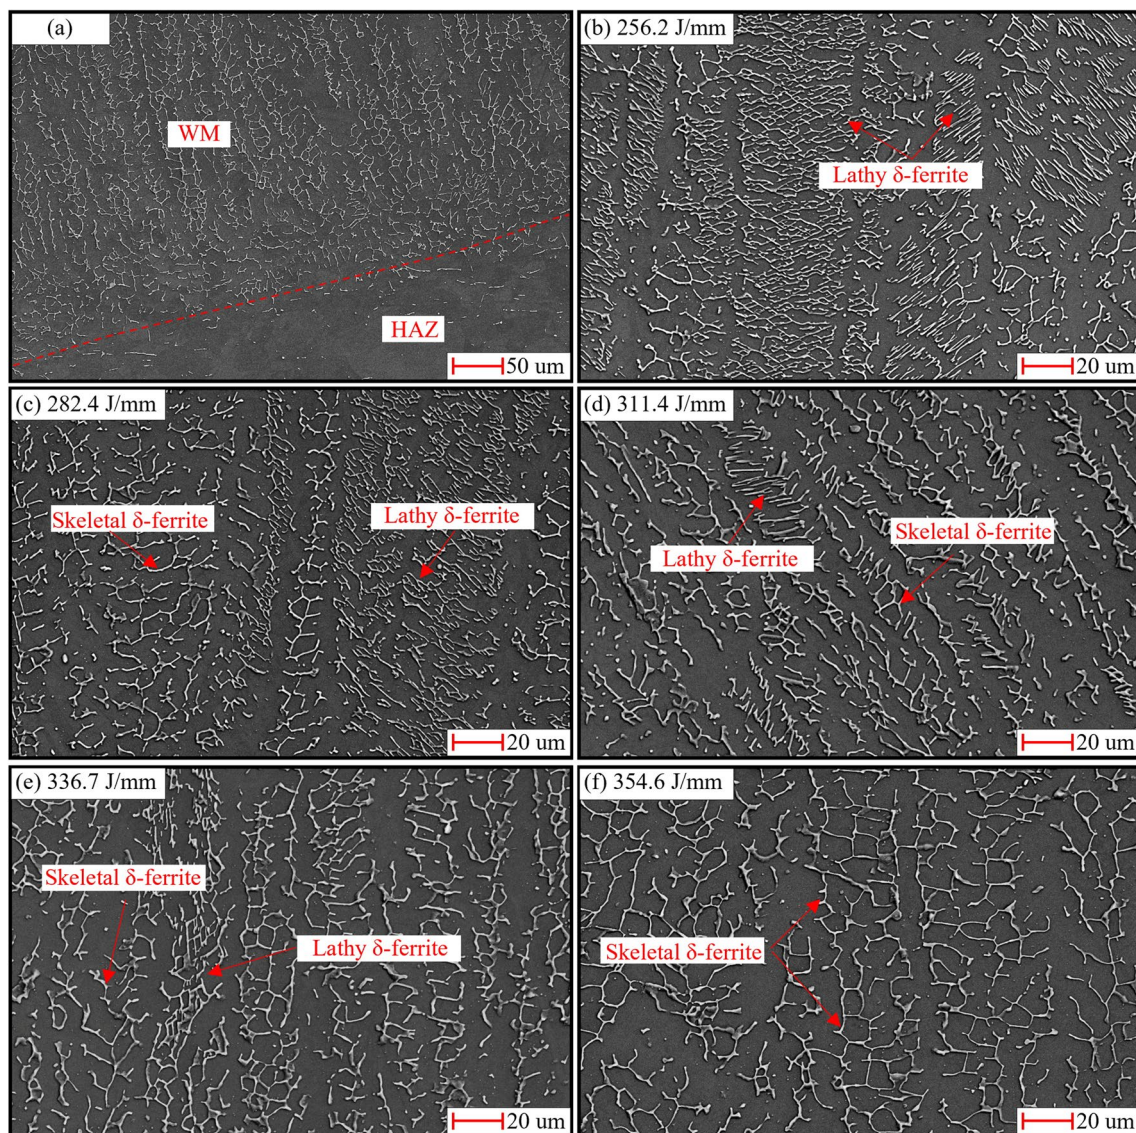 (a)
WM
HAZ
50 um
(b) 256.2 J/mm
Lathy δ-ferrite
20 um
(c) 282.4 J/mm
Skeletal δ-ferrite
Lathy δ-ferrite
20 um
(d) 311.4 J/mm
Skeletal δ-ferrite
Lathy δ-ferrite
20 um
(e) 336.7 J/mm
Skeletal δ-ferrite
Lathy δ-ferrite
20 um
(f) 354.6 J/mm
Skeletal δ-ferrite
20 um